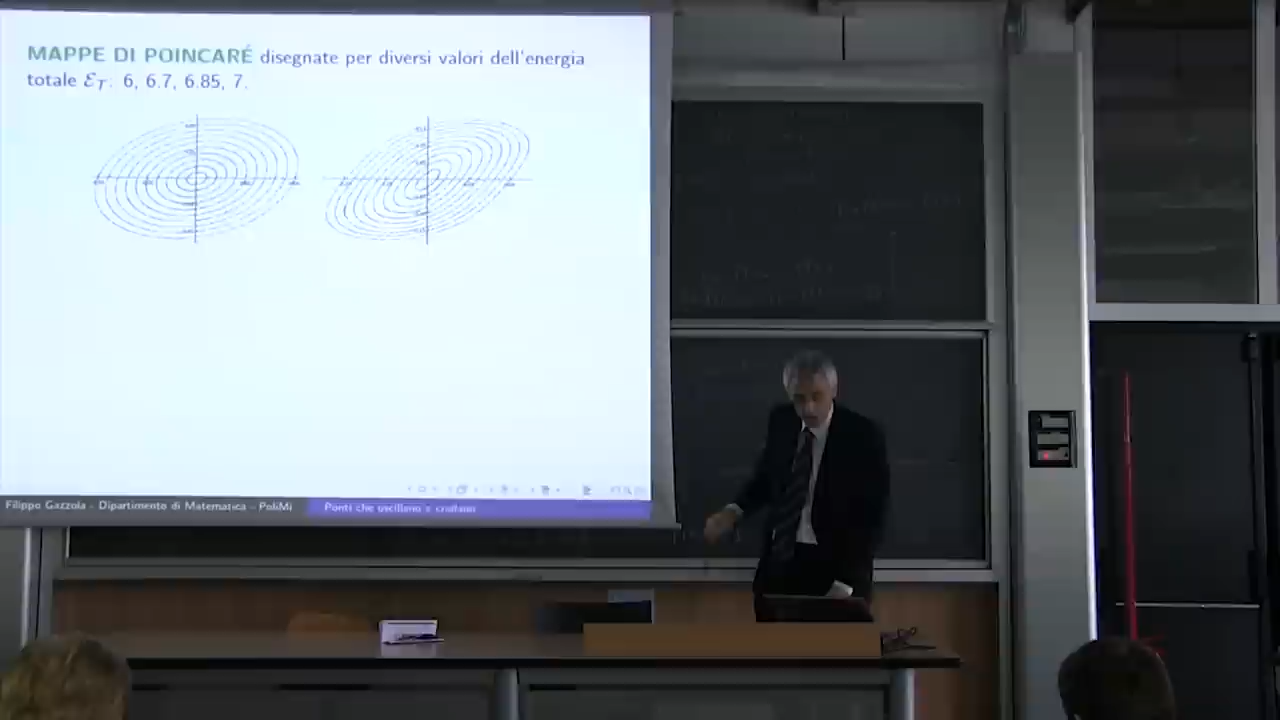 MAPPE DI POINCARÉ disegnate per diversi valori dell'energia
totale ℰ_T: 6, 6.7, 6.85, 7.
Filippo Gazzola - Dipartimento di Matematica - PoliMi
Ponti che oscillano e crollano